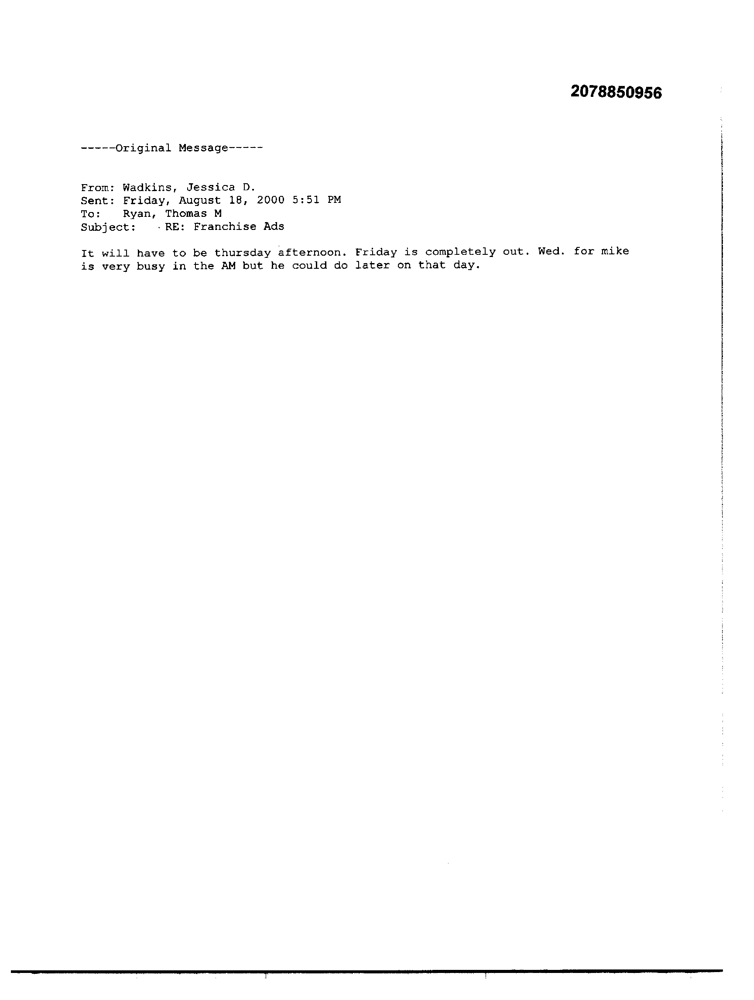 2078850956
-----Original Message-----
From: Wadkins, Jessica D.
Sent: Friday, August 18, 2000 5:51 PM
To: Ryan, Thomas M
Subject: RE: Franchise Ads
It will have to be thursday afternoon. Friday is completely out. Wed. for mike
is very busy in the AM but he could do later on that day.